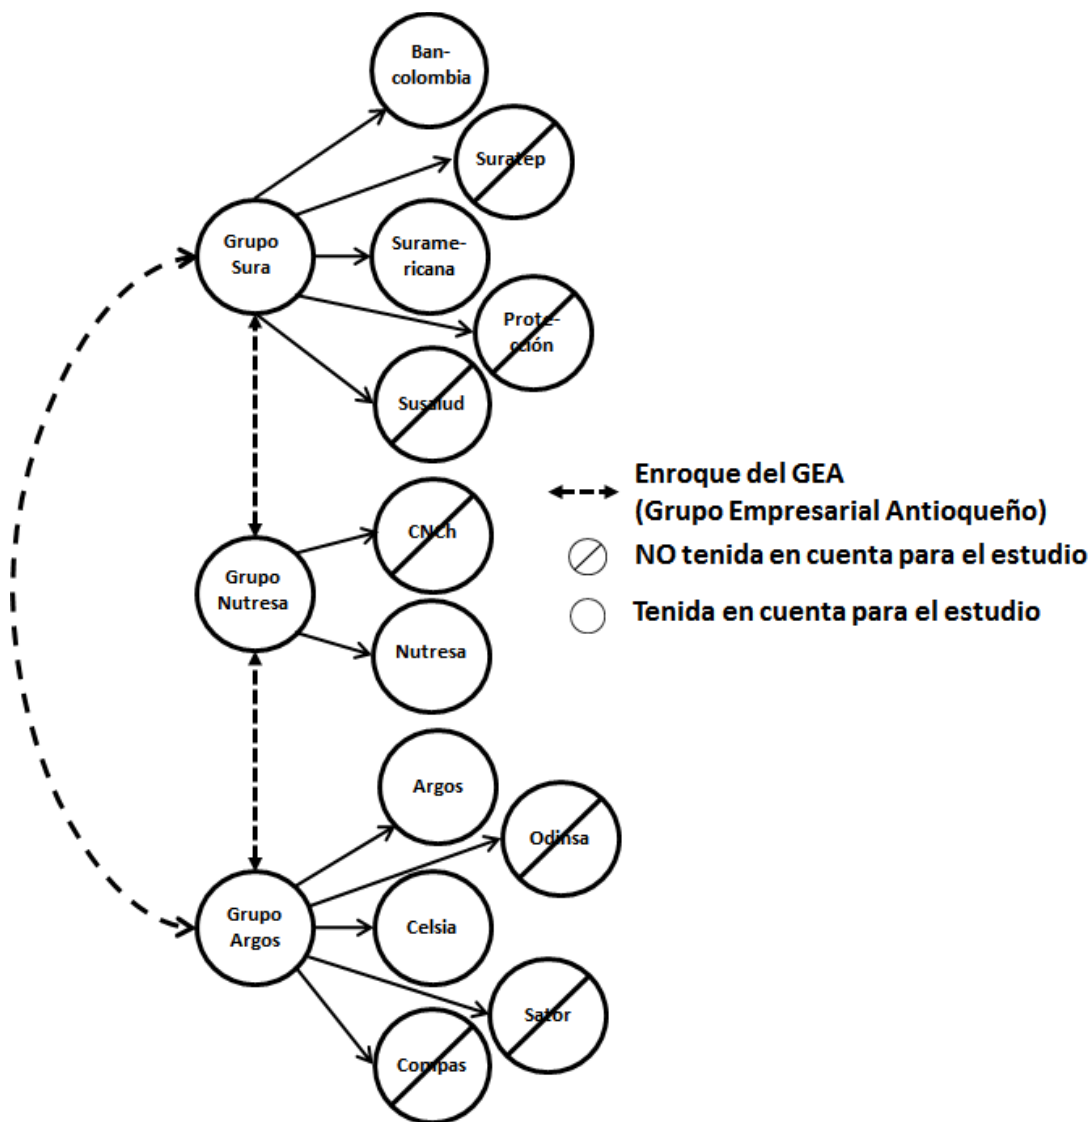 Ban-
colombia
Suratep
Grupo
Sura
Surame-
ricana
Prote-
cción
Susalud
CNCh
Grupo
Nutresa
Nutresa
Enroque del GEA
(Grupo Empresarial Antioqueño)
NO tenida en cuenta para el estudio
Tenida en cuenta para el estudio
Argos
Odinsa
Grupo
Argos
Celsia
Sator
Compas